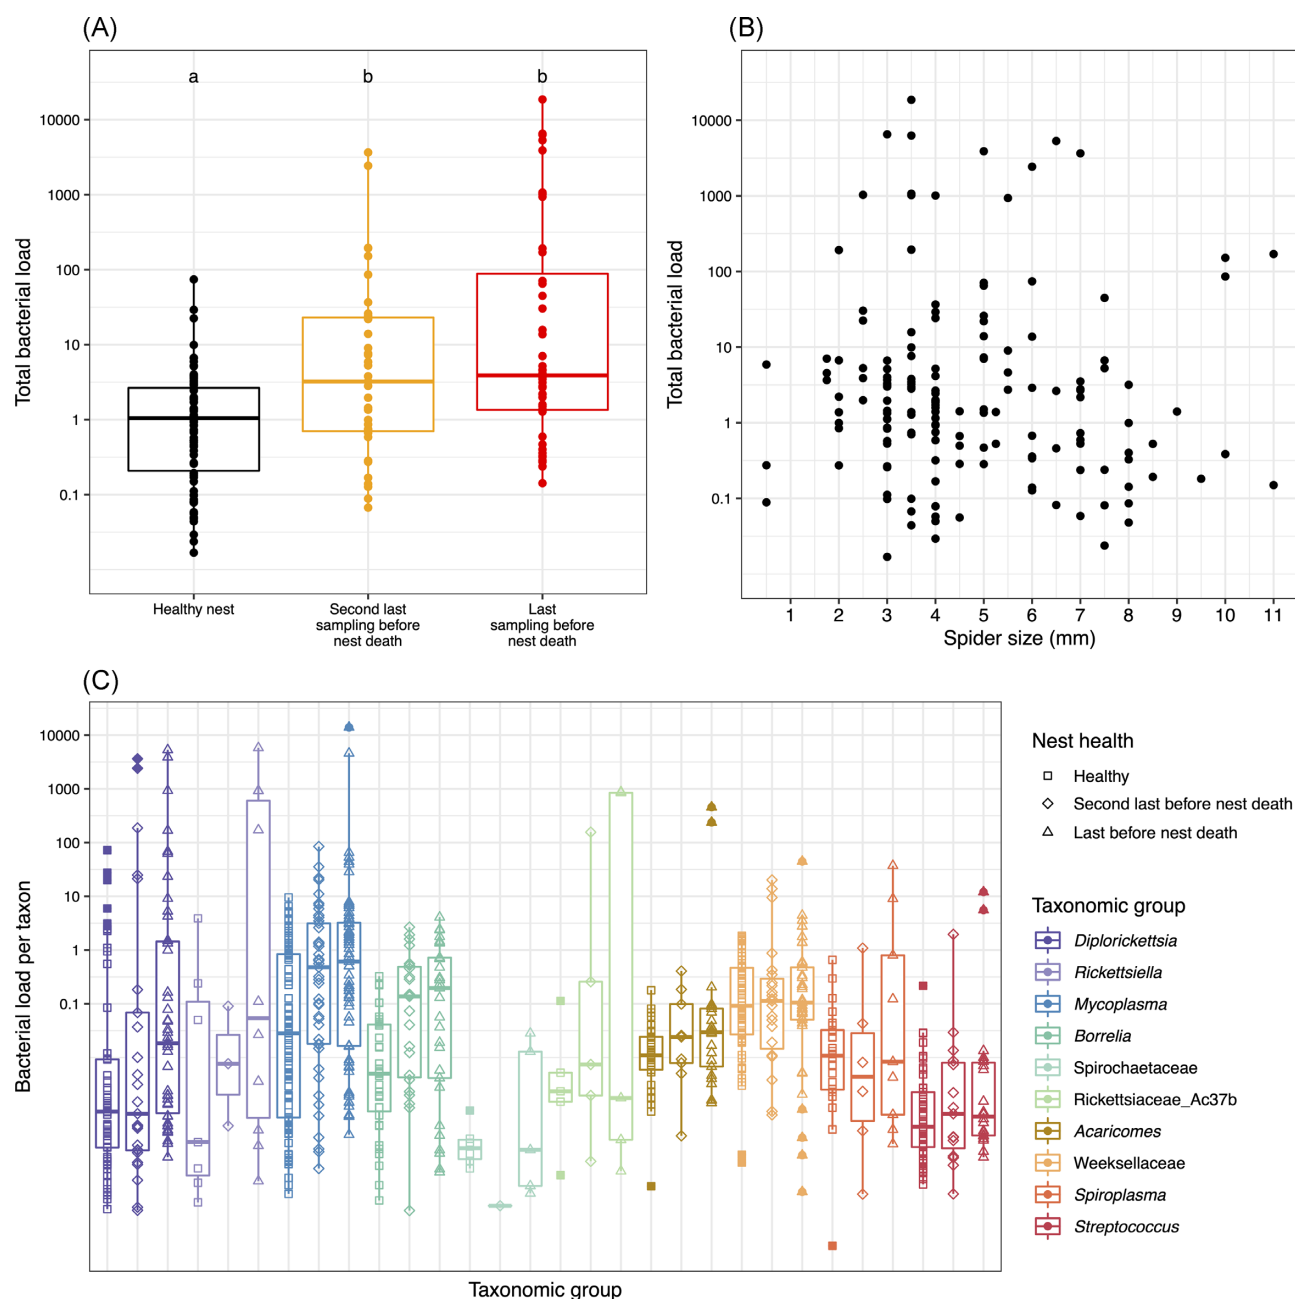 (A)
a
b
b
10000
1000
100
10
1
0.1
Total bacterial load
Healthy nest
Second last
sampling before
nest death
Last
sampling before
nest death
(B)
10000
1000
100
10
1
0.1
Total bacterial load
1
2
3
4
5
6
7
8
9
10
11
Spider size (mm)
(C)
10000
1000
100
10
1
0.1
Bacterial load per taxon
Taxonomic group
Nest health
Healthy
Second last before nest death
Last before nest death
Taxonomic group
Diplorickettsia
Rickettsiella
Mycoplasma
Borrelia
Spirochaetaceae
Rickettsiaceae_Ac37b
Acaricomes
Weeksellaceae
Spiroplasma
Streptococcus